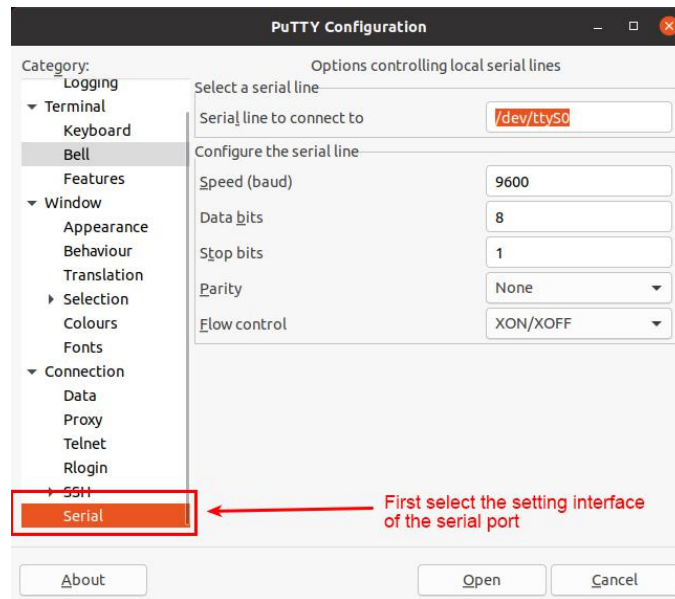 PuTTY Configuration
Category:
Options controlling local serial lines
Logging
Terminal
Keyboard
Bell
Features
Window
Appearance
Behaviour
Translation
Selection
Colours
Fonts
Connection
Data
Proxy
Telnet
Rlogin
SSH
Serial
Select a serial line
Serial line to connect to
/dev/ttyS0
Configure the serial line
Speed (baud)
9600
Data bits
8
Stop bits
1
Parity
None
Flow control
XON/XOFF
First select the setting interface
of the serial port
About
Open
Cancel